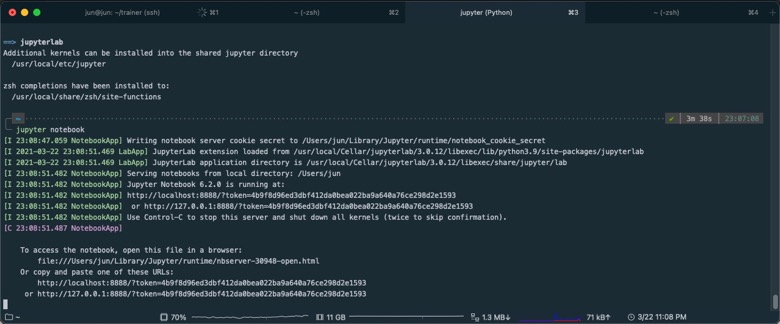 jun@jun: ~/trainer (ssh) ⌘1 ~ (-zsh) ⌘2 jupyter (Python) ⌘3 ~ (-zsh) ⌘4
==> jupyterlab
Additional kernels can be installed into the shared jupyter directory
/usr/local/etc/jupyter
zsh completions have been installed to:
/usr/local/share/zsh/site-functions
~ ✔ 3m 38s 23:07:08
jupyter notebook
[I 23:08:47.059 NotebookApp] Writing notebook server cookie secret to /Users/jun/Library/Jupyter/runtime/notebook_cookie_secret
[I 2021-03-22 23:08:51.469 LabApp] JupyterLab extension loaded from /usr/local/Cellar/jupyterlab/3.0.12/libexec/lib/python3.9/site-packages/jupyterlab
[I 2021-03-22 23:08:51.469 LabApp] JupyterLab application directory is /usr/local/Cellar/jupyterlab/3.0.12/libexec/share/jupyter/lab
[I 23:08:51.482 NotebookApp] Serving notebooks from local directory: /Users/jun
[I 23:08:51.482 NotebookApp] Jupyter Notebook 6.2.0 is running at:
[I 23:08:51.482 NotebookApp] http://localhost:8888/?token=4b9f8d96ed3dbf412da0bea022ba9a640a76ce298d2e1593
[I 23:08:51.482 NotebookApp]  or http://127.0.0.1:8888/?token=4b9f8d96ed3dbf412da0bea022ba9a640a76ce298d2e1593
[I 23:08:51.482 NotebookApp] Use Control-C to stop this server and shut down all kernels (twice to skip confirmation).
[C 23:08:51.487 NotebookApp]
To access the notebook, open this file in a browser:
file:///Users/jun/Library/Jupyter/runtime/nbserver-30948-open.html
Or copy and paste one of these URLs:
http://localhost:8888/?token=4b9f8d96ed3dbf412da0bea022ba9a640a76ce298d2e1593
or http://127.0.0.1:8888/?token=4b9f8d96ed3dbf412da0bea022ba9a640a76ce298d2e1593
~ 70% 11 GB 1.3 MB↓ 71 kB↑ 3/22 11:08 PM